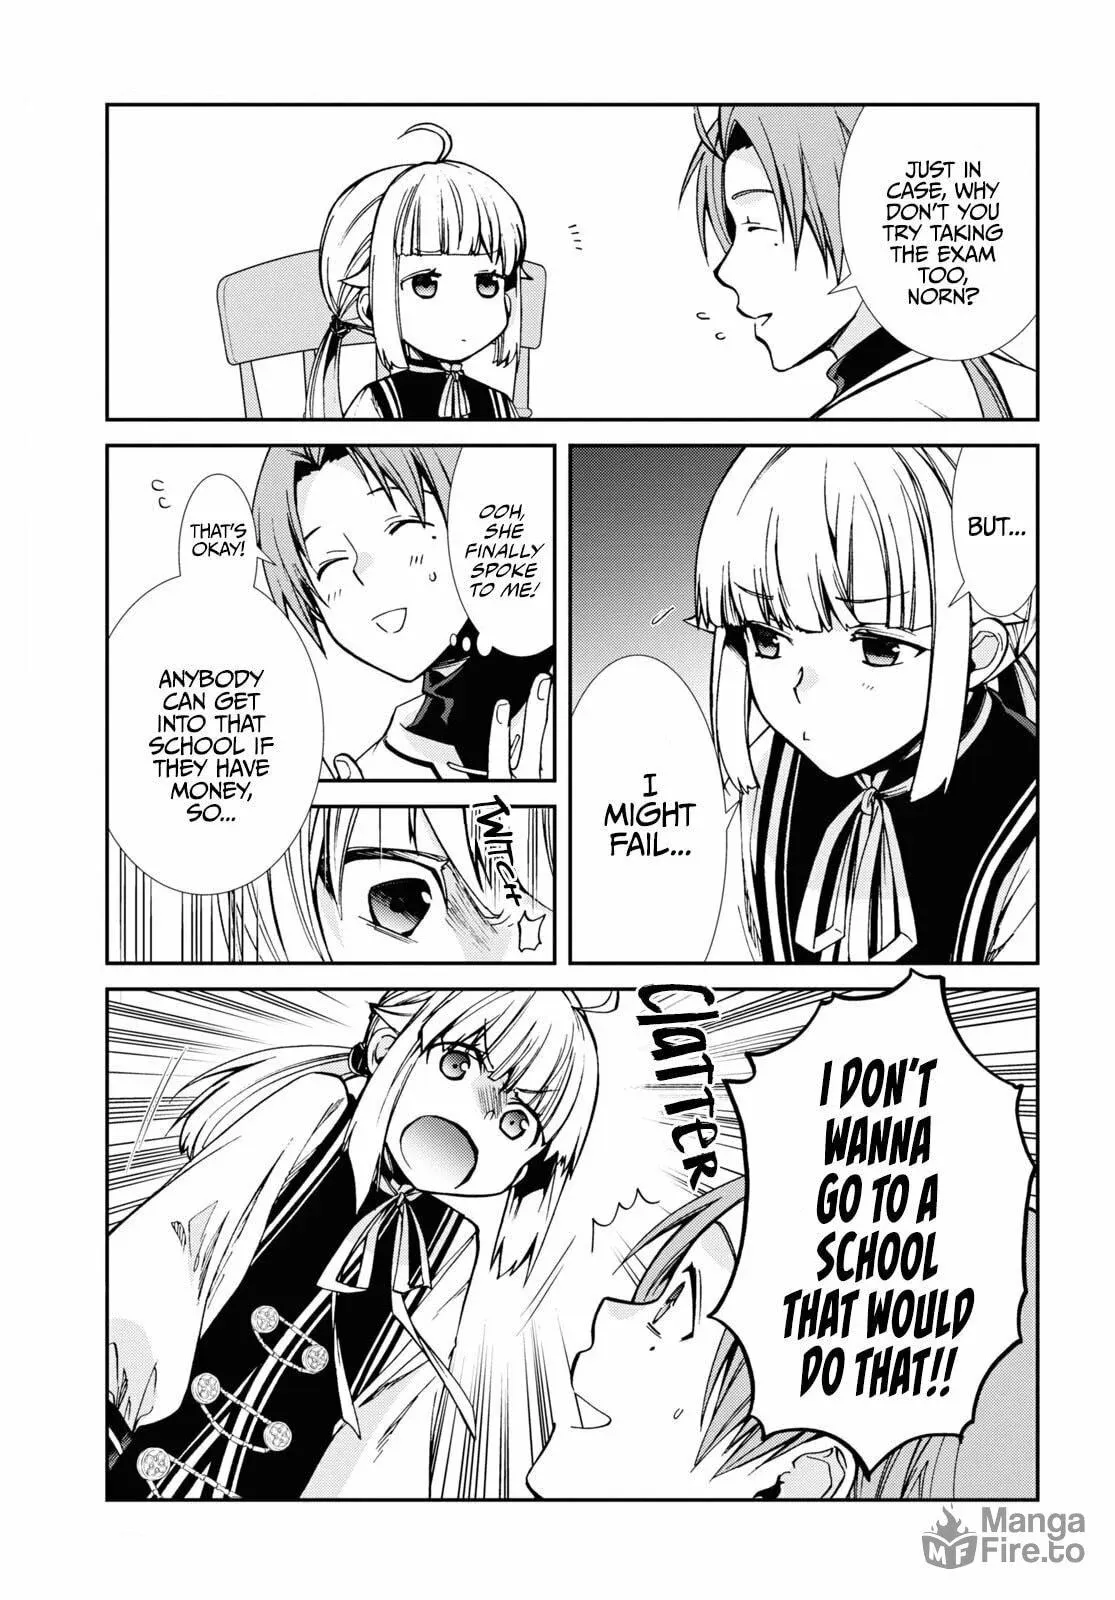 JUST IN
CASE, WHY
DON'T YOU
TRY TAKING
THE EXAM
TOO,
NORN?
BUT...
I
MIGHT
FAIL...
OOH,
SHE
FINALLY
SPOKE
TO ME!
THAT'S
OKAY!
ANYBODY
CAN GET
INTO THAT
SCHOOL IF
THEY HAVE
MONEY,
SO...
TWITCH
CLATTER
I DON'T
WANNA
GO TO A
SCHOOL
THAT WOULD
DO THAT!!
MF
Manga
Fire.to